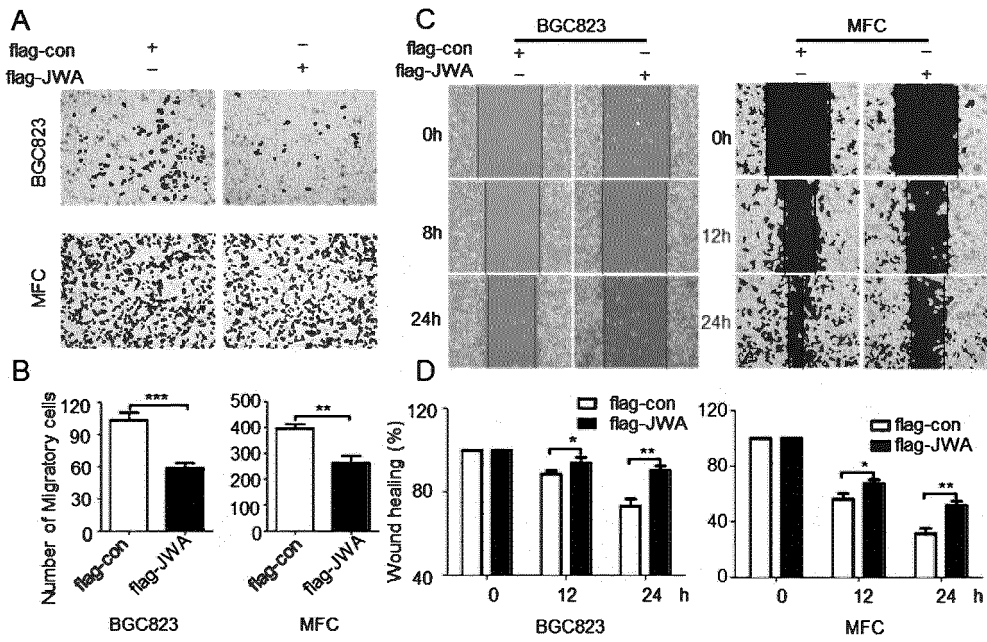 A
flag-con + −
flag-JWA − +
BGC823
MFC
B
Number of Migratory cells
120
90
60
30
0
***
flag-con
flag-JWA
BGC823
500
400
300
200
100
0
**
flag-con
flag-JWA
MFC
C
BGC823
flag-con + −
flag-JWA − +
0h
8h
24h
MFC
+ −
− +
0h
12h
24h
D
Wound healing (%)
120
80
40
flag-con
flag-JWA
*
**
0 12 24 h
BGC823
120
80
40
0
flag-con
flag-JWA
*
**
0 12 24 h
MFC